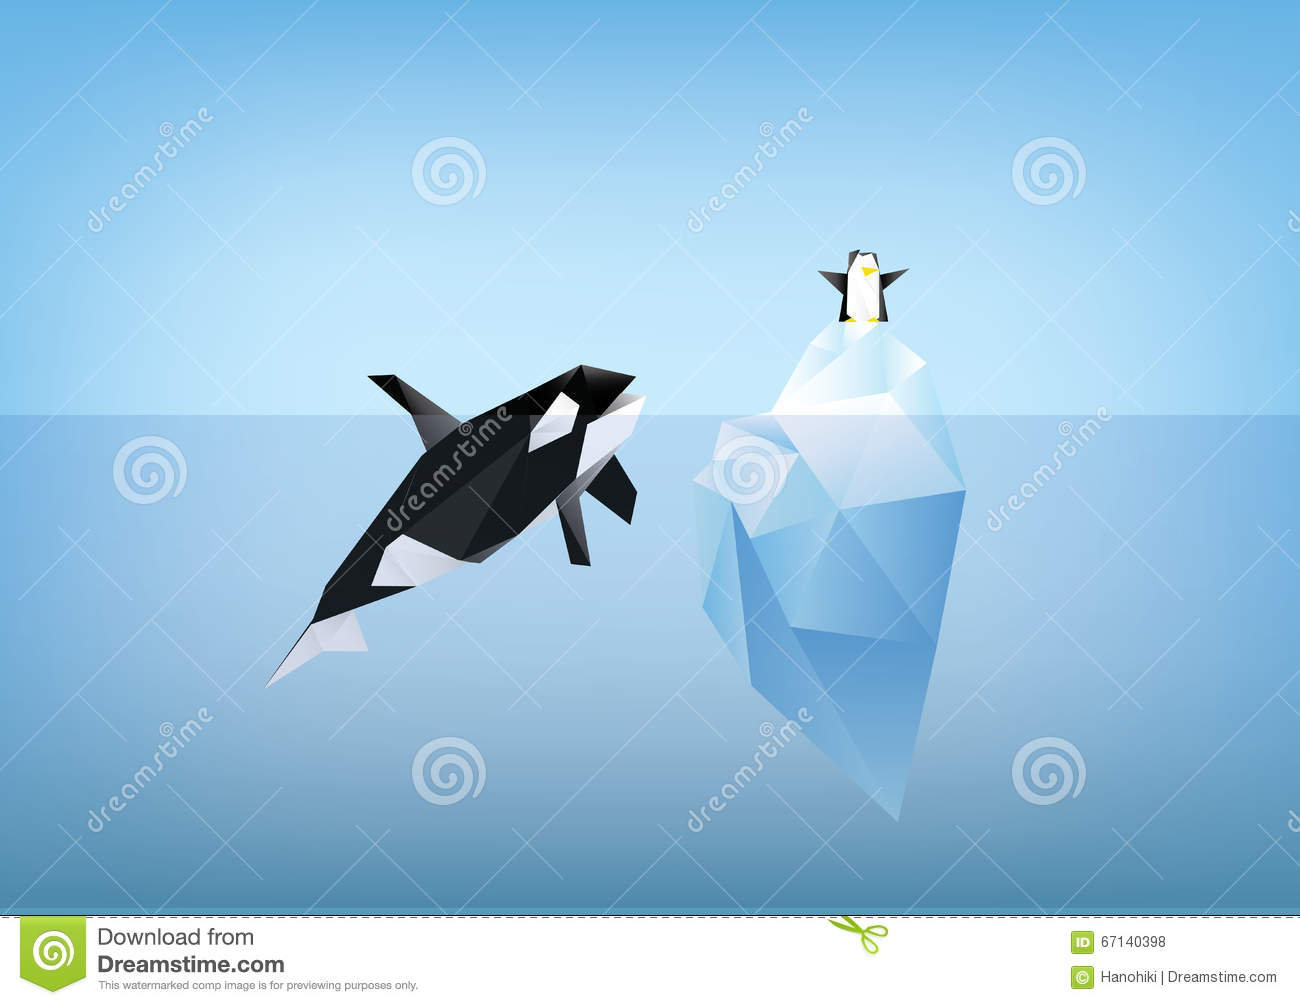 dreamstime
dreamstime
dreamstime
dreamstime
dreamstime
dreamstime
Download from
Dreamstime.com
This watermarked comp image is for previewing purposes only.
ID 67140398
© Hanohiki | Dreamstime.com